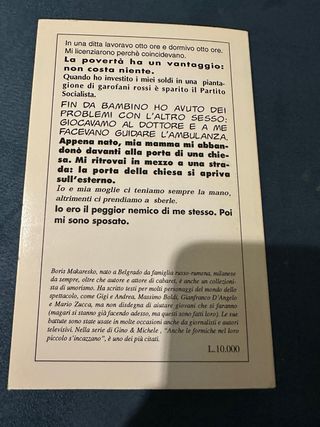 In una ditta lavoravo otto ore e dormivo otto ore.
Mi licenziarono perchè coincidevano.
La povertà ha un vantaggio:
non costa niente.
Quando ho investito i miei soldi in una pianta-
gione di garofani rossi è sparito il Partito
Socialista.
FIN DA BAMBINO HO AVUTO DEI
PROBLEMI CON L'ALTRO SESSO:
GIOCAVAMO AL DOTTORE E A ME
FACEVANO GUIDARE L'AMBULANZA.
Appena nato, mia mamma mi abban-
donò davanti alla porta di una chie-
sa. Mi ritrovai in mezzo a una stra-
da: la porta della chiesa si apriva
sull'esterno.
Io e mia moglie ci teniamo sempre la mano,
altrimenti ci prendiamo a sberle.
Io ero il peggior nemico di me stesso. Poi
mi sono sposato.
Boris Makaresko, nato a Belgrado da famiglia russo-rumena, milanese
da sempre, oltre che autore e attore di cabaret, è anche un collezioni-
sta di umorismo. Ha scritto testi per molti personaggi del mondo dello
spettacolo, come Gigi e Andrea, Massimo Boldi, Gianfranco D'Angelo
e Mario Zucca, ma non disdegna di aiutare giovani che si faranno
(magari si stanno già facendo adesso, ma questi sono fatti loro). Le sue
battute sono state usate in molte occasioni anche da giornalisti e autori
televisivi. Nella serie di Gino & Michele , "Anche le formiche nel loro
piccolo s'incazzano", è uno dei più citati.
L.10.000